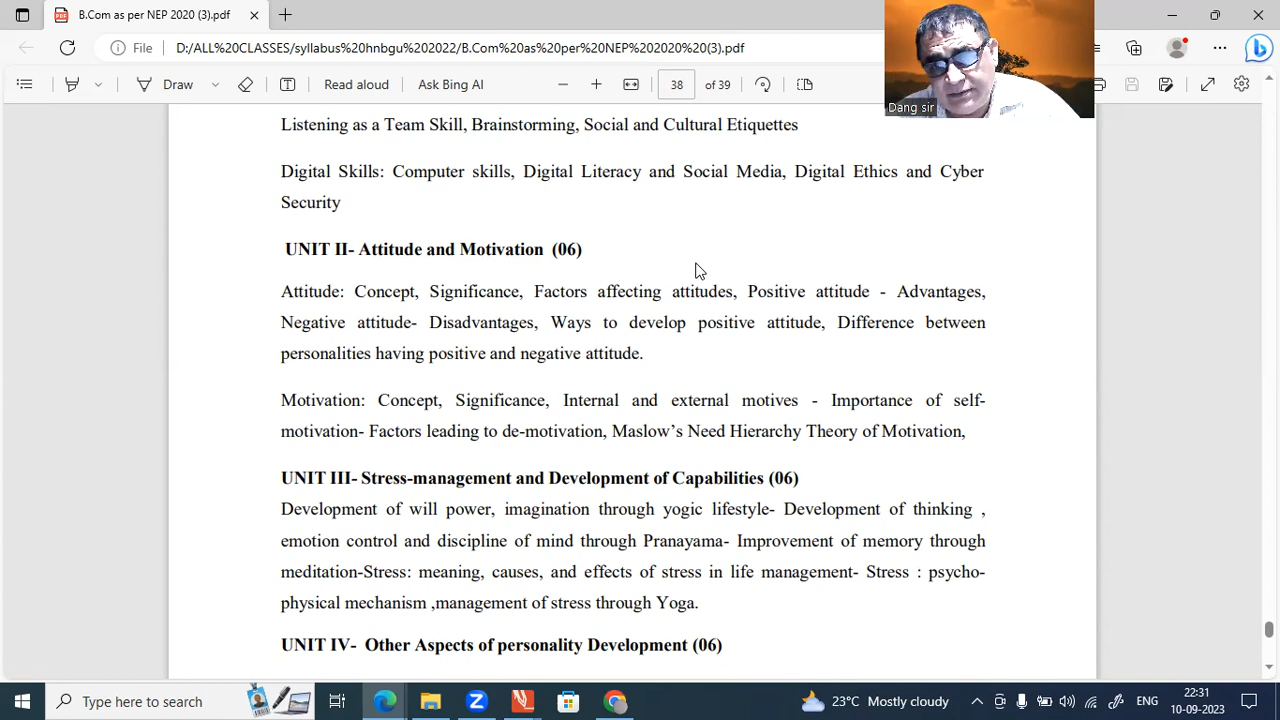 B.Com as per NEP 2020 (3).pdf
File
D:/ALL%20CLASSES/syllabus%20hnbgu%202022/B.Com%20as%20per%20NEP%202020%20(3).pdf
Draw
Read aloud
Ask Bing AI
38 of 39
Dang sir
Listening as a Team Skill, Brainstorming, Social and Cultural Etiquettes
Digital Skills: Computer skills, Digital Literacy and Social Media, Digital Ethics and Cyber
Security
UNIT II- Attitude and Motivation (06)
Attitude: Concept, Significance, Factors affecting attitudes, Positive attitude - Advantages,
Negative attitude- Disadvantages, Ways to develop positive attitude, Difference between
personalities having positive and negative attitude.
Motivation: Concept, Significance, Internal and external motives - Importance of self-
motivation- Factors leading to de-motivation, Maslow's Need Hierarchy Theory of Motivation,
UNIT III- Stress-management and Development of Capabilities (06)
Development of will power, imagination through yogic lifestyle- Development of thinking ,
emotion control and discipline of mind through Pranayama- Improvement of memory through
meditation-Stress: meaning, causes, and effects of stress in life management- Stress : psycho-
physical mechanism ,management of stress through Yoga.
UNIT IV- Other Aspects of personality Development (06)
Type here to search
23°C Mostly cloudy
ENG
22:31
10-09-2023